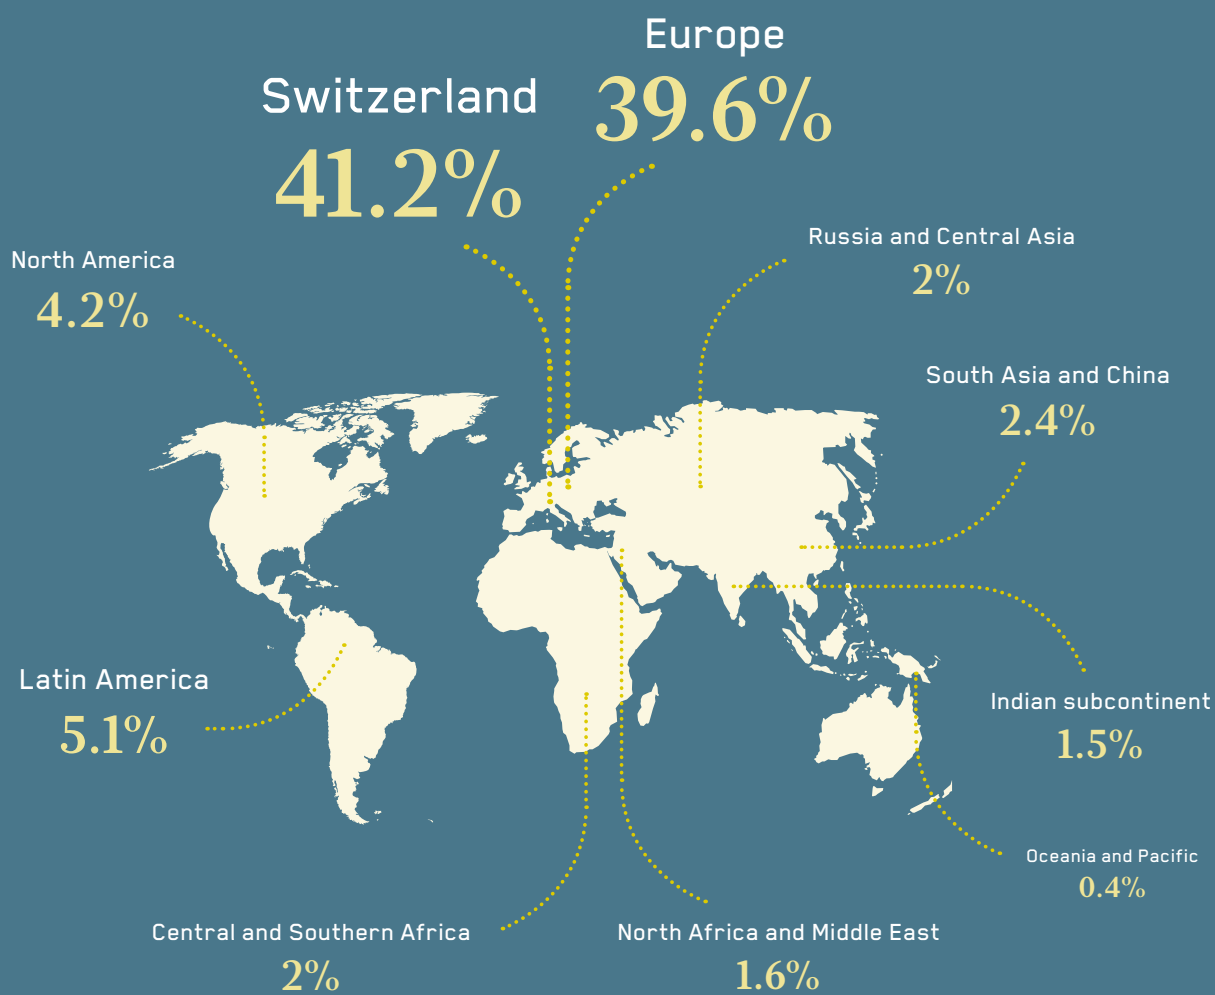 Europe
39.6%
Switzerland
41.2%
Russia and Central Asia
2%
North America
4.2%
South Asia and China
2.4%
Latin America
5.1%
Indian subcontinent
1.5%
Oceania and Pacific
0.4%
Central and Southern Africa
2%
North Africa and Middle East
1.6%